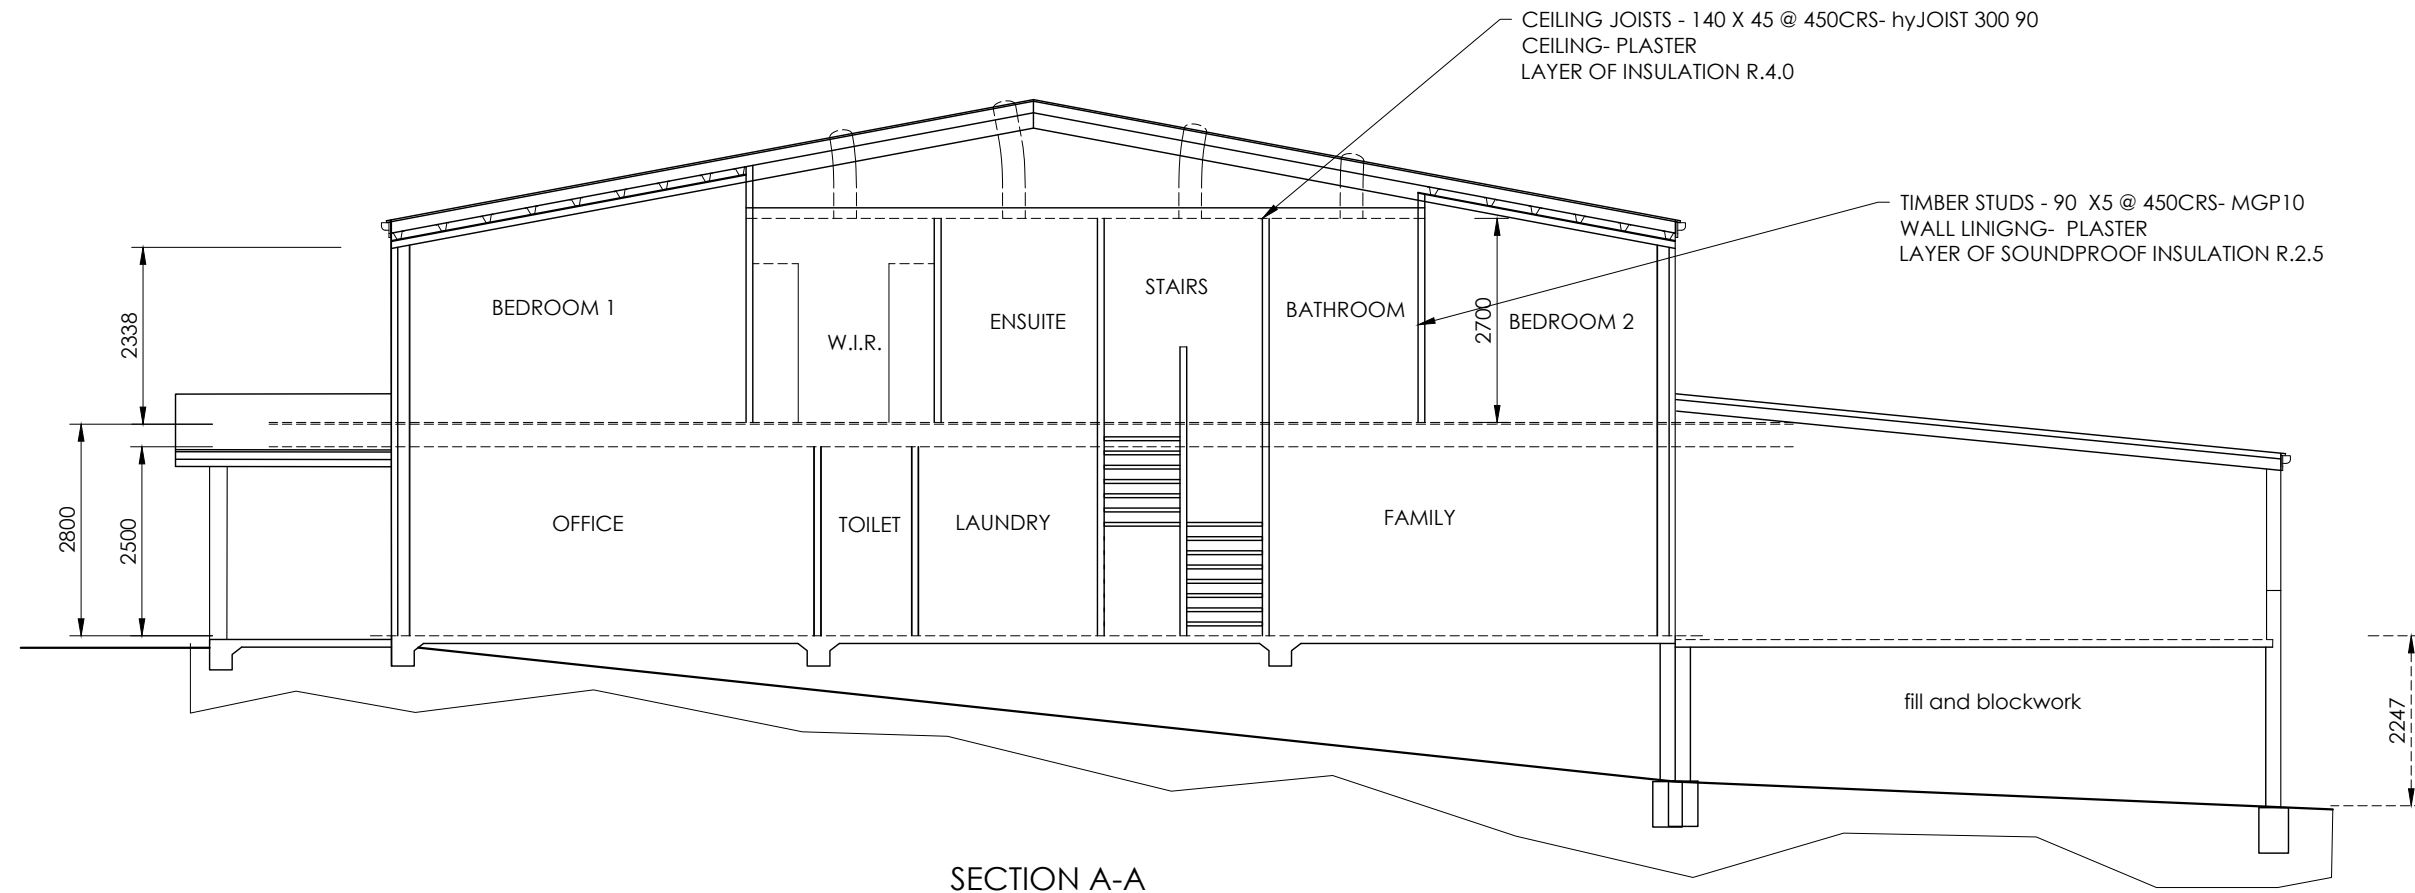 CEILING JOISTS - 140 X 45 @ 450CRS- hyJOIST 300 90
CEILING- PLASTER
LAYER OF INSULATION R.4.0
TIMBER STUDS - 90 X5 @ 450CRS- MGP10
WALL LINIGNG- PLASTER
LAYER OF SOUNDPROOF INSULATION R.2.5
BEDROOM 1
W.I.R.
ENSUITE
STAIRS
BATHROOM
2700
BEDROOM 2
2338
2800
2500
OFFICE
TOILET
LAUNDRY
FAMILY
fill and blockwork
2247
SECTION A-A